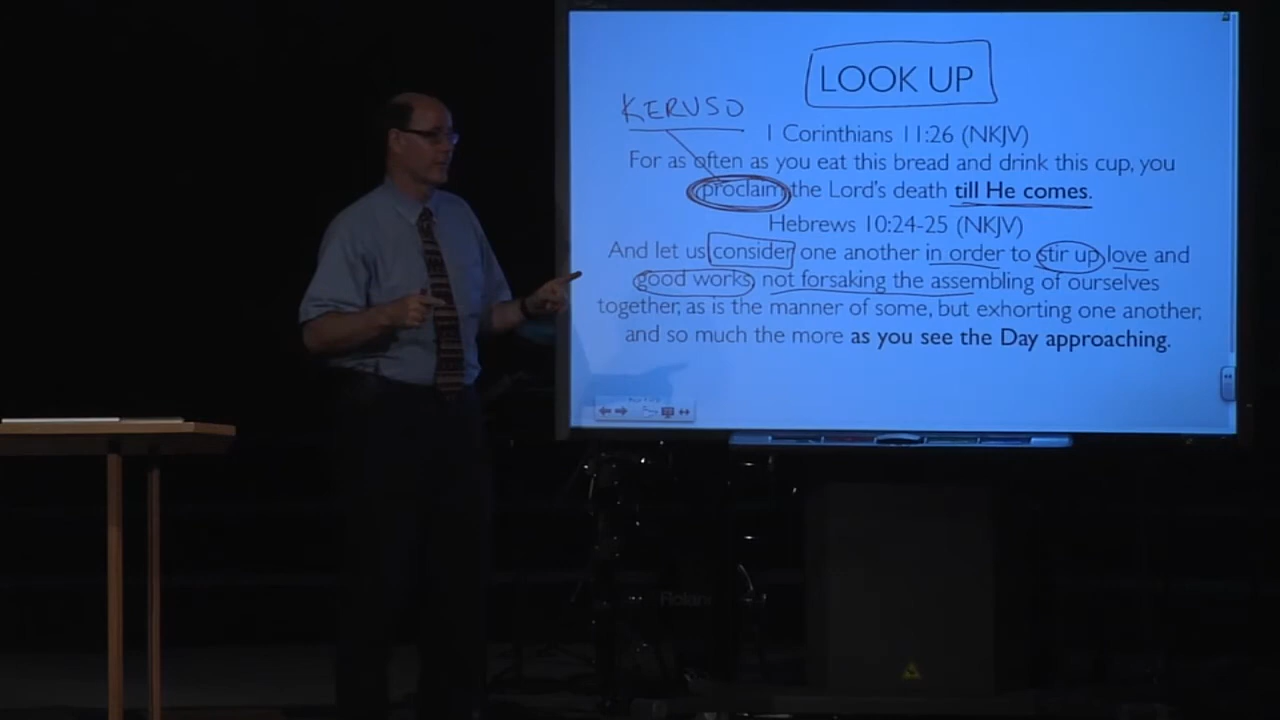 LOOK UP
KERUSO
1 Corinthians 11:26 (NKJV)
For as often as you eat this bread and drink this cup, you
proclaim the Lord's death till He comes.
Hebrews 10:24-25 (NKJV)
And let us consider one another in order to stir up love and
good works, not forsaking the assembling of ourselves
together, as is the manner of some, but exhorting one another,
and so much the more as you see the Day approaching.
Roland